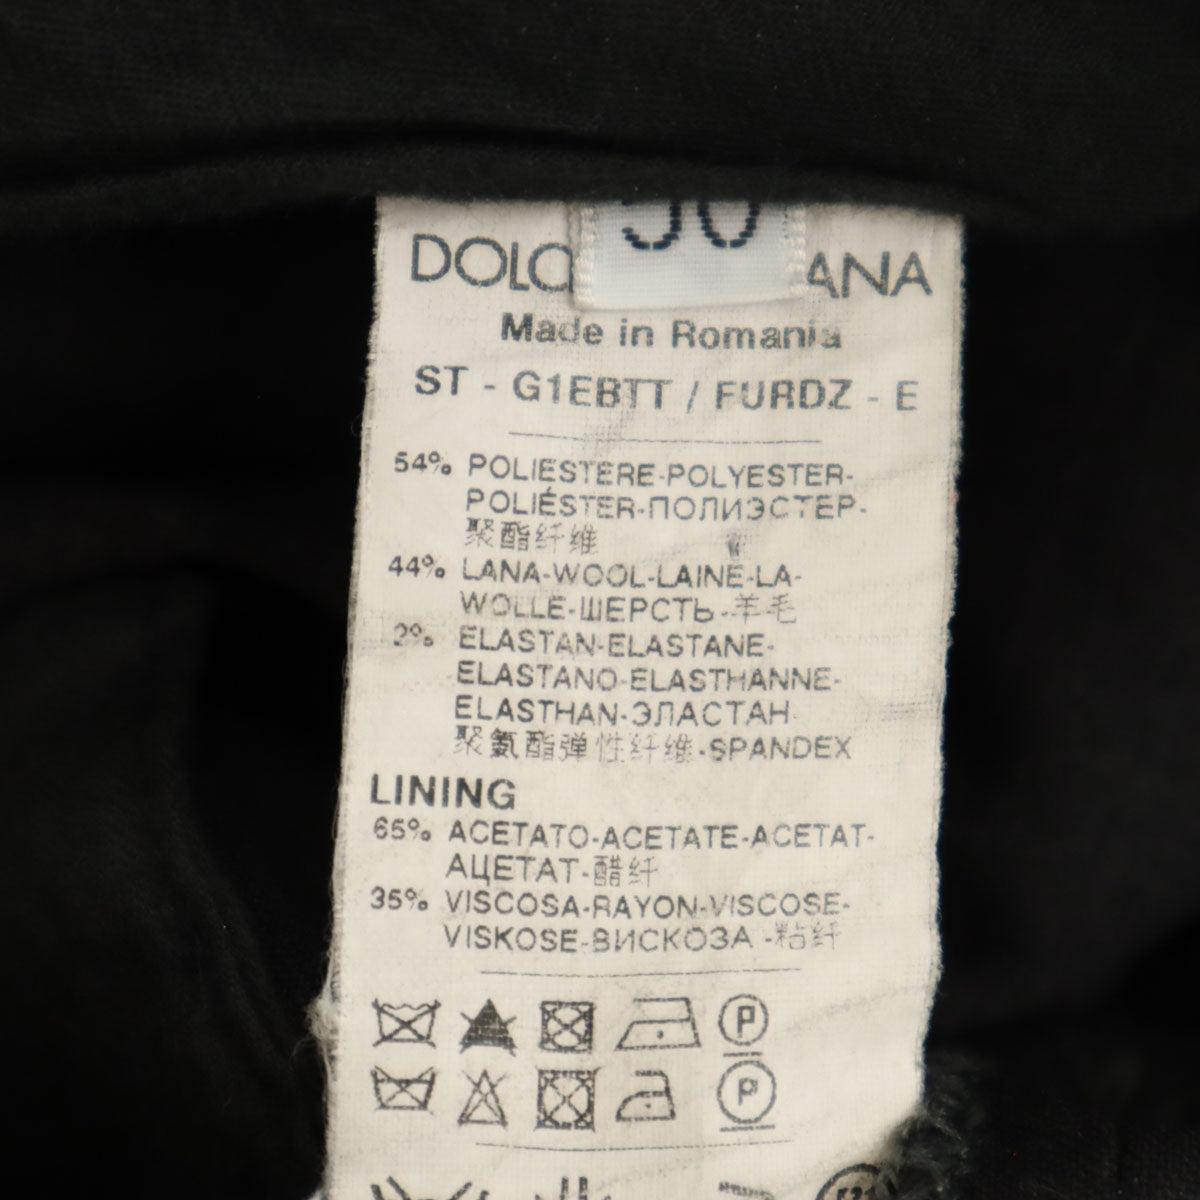 50
DOLC ANA
Made in Romania
ST - G1EBTT / FURDZ - E
54% POLIESTERE-POLYESTER-
POLIÉSTER-ПОЛИЭСТЕР-
聚酯纤维
44% LANA-WOOL-LAINE-LA-
WOLLE-ШЕРСТЬ-羊毛
2% ELASTAN-ELASTANE-
ELASTANO-ELASTHANNE-
ELASTHAN-ЭЛАСТАН-
聚氨酯弹性纤维-SPANDEX
LINING
65% ACETATO-ACETATE-ACETAT-
АЦЕТАТ-醋纤
35% VISCOSA-RAYON-VISCOSE-
VISKOSE-ВИСКОЗА -粘纤
P
P